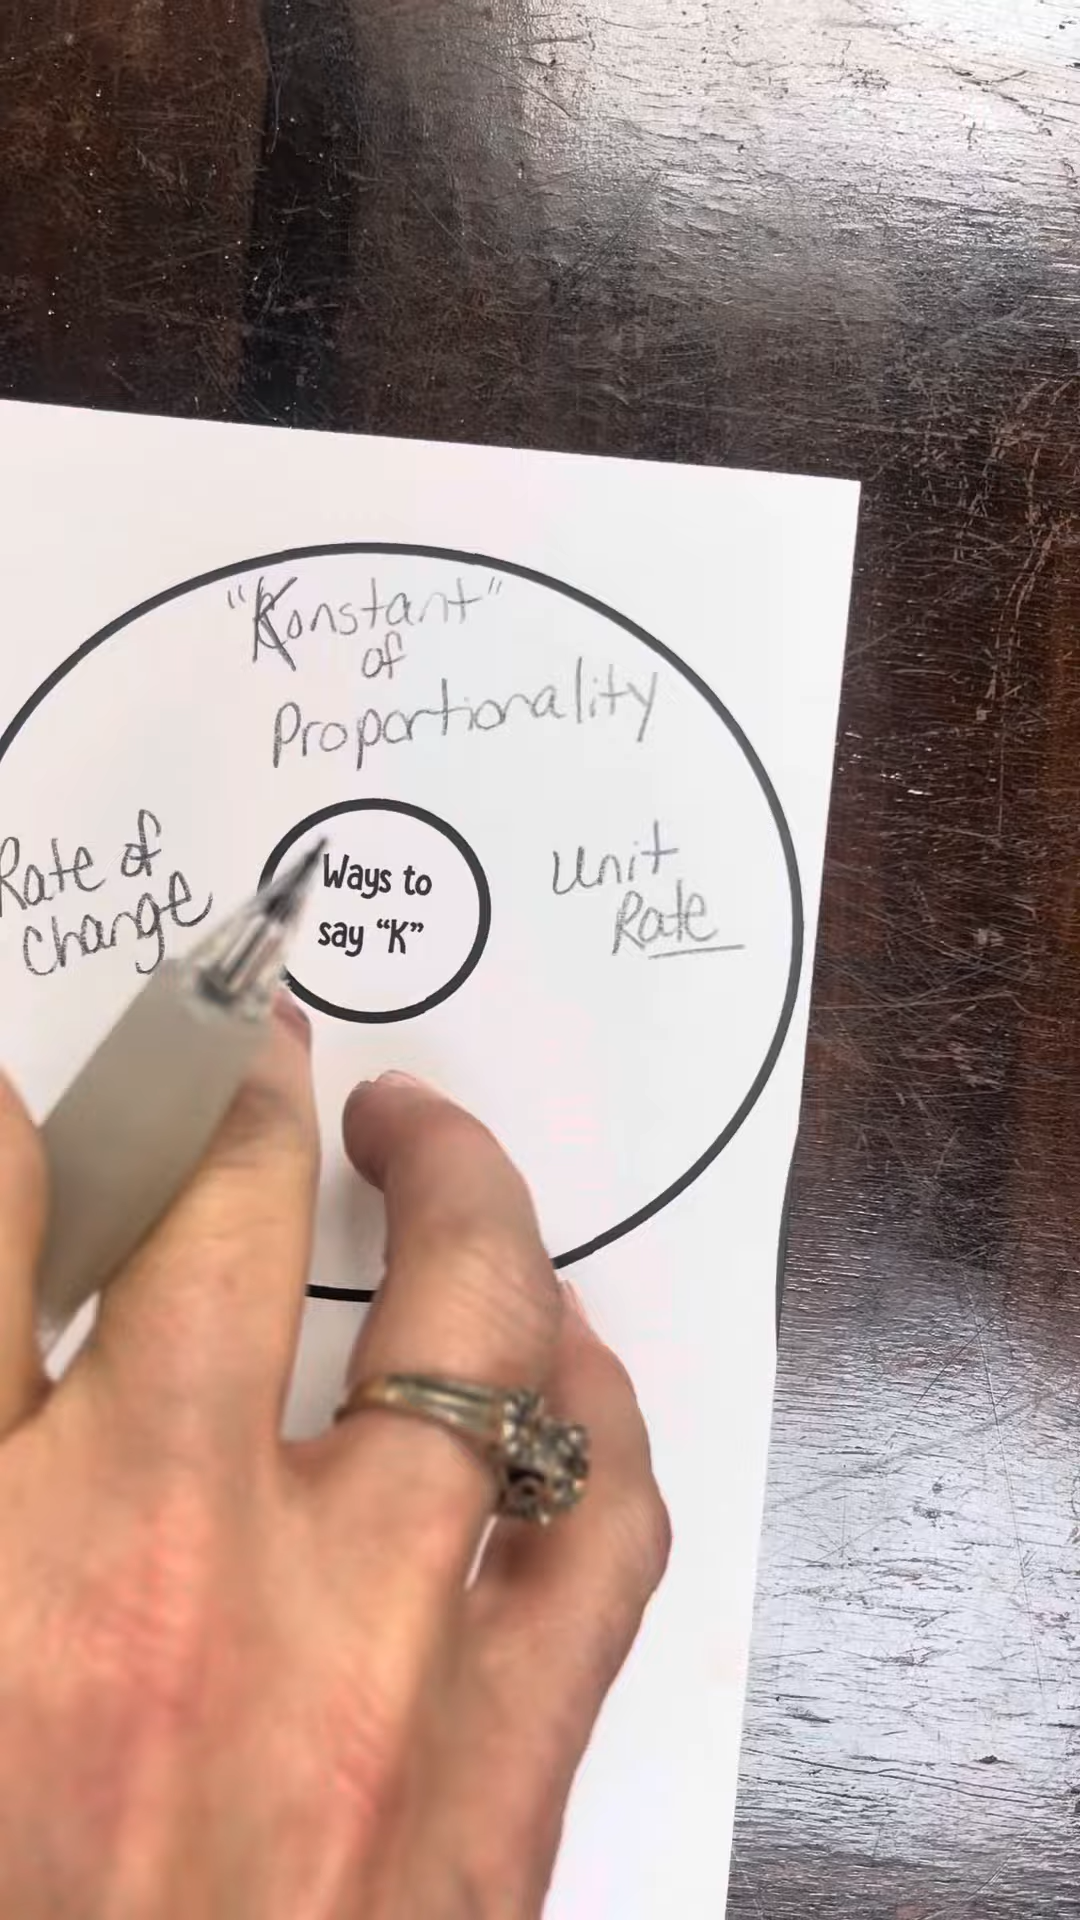 "Konstant"
of
Proportionality
Rate of
change
Ways to
say "K"
Unit
Rate